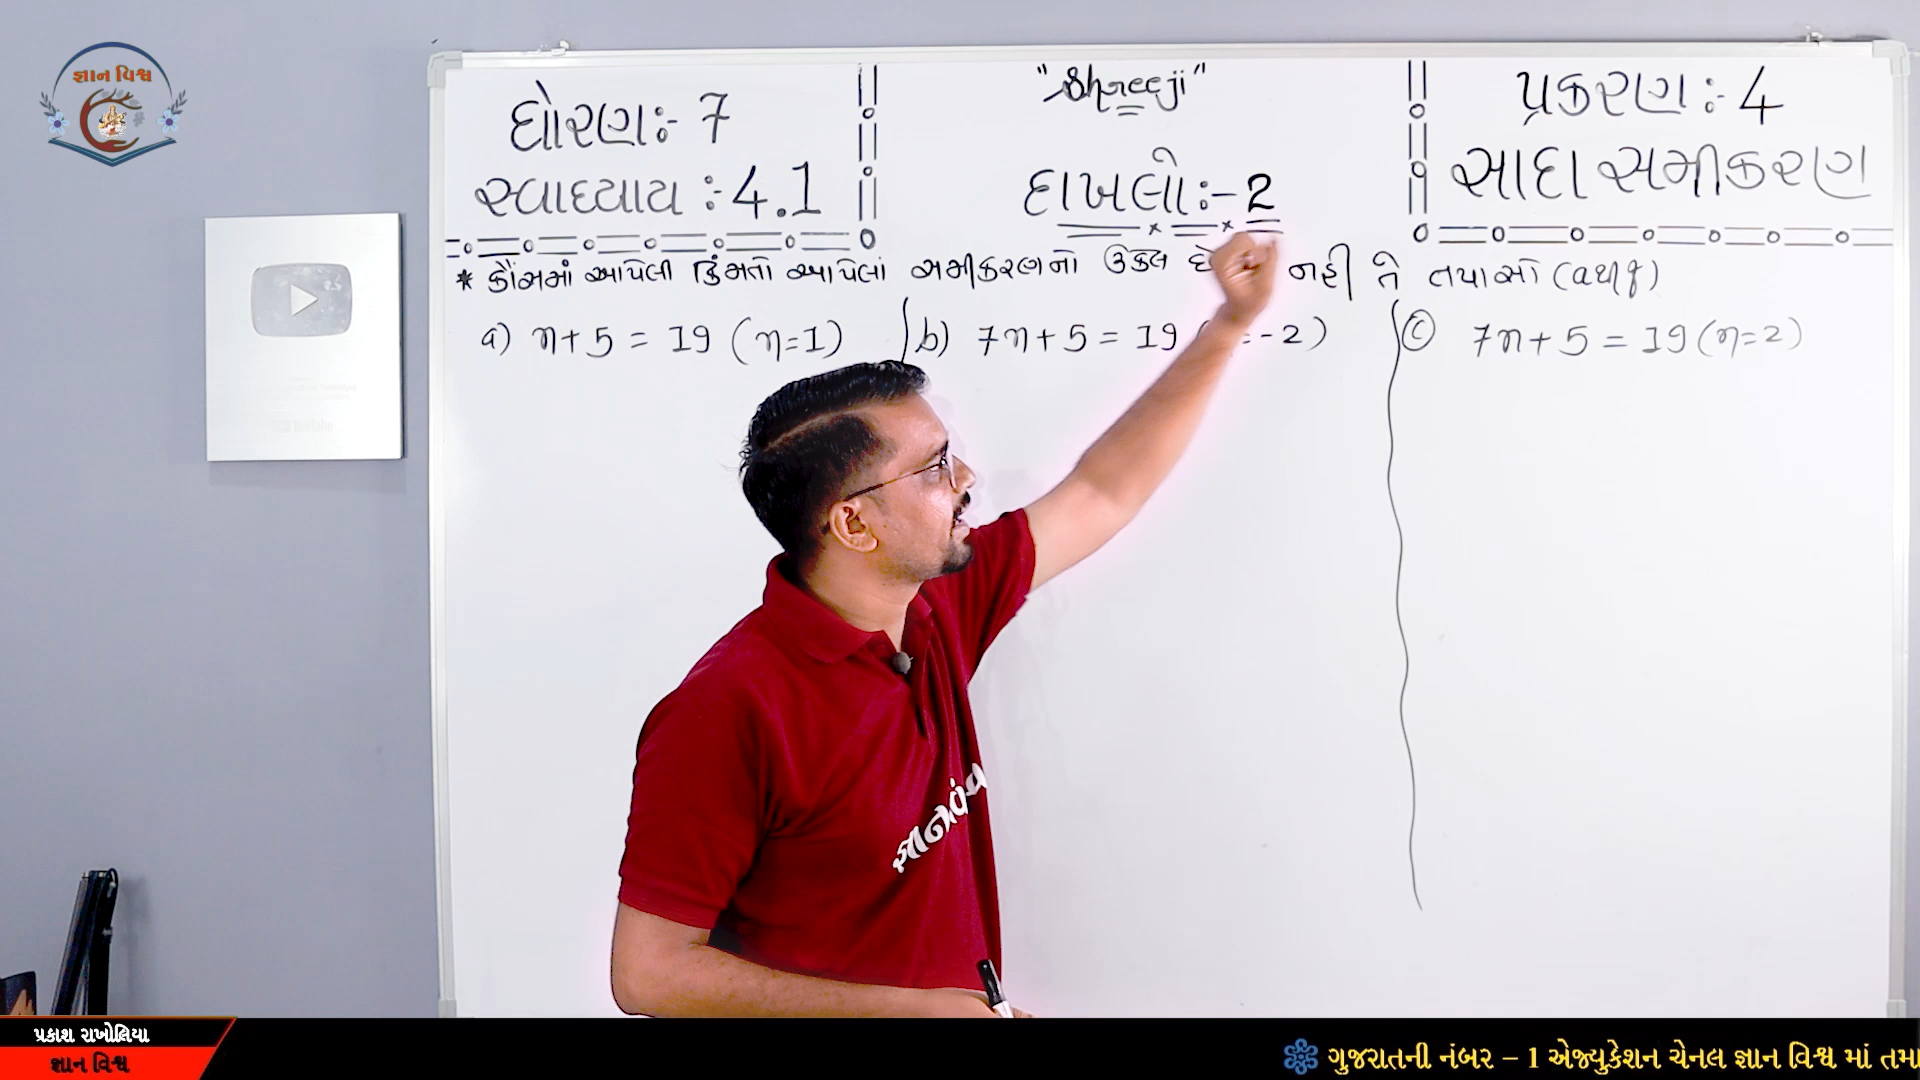 જ્ઞાન વિશ્વ
ધોરણ:- 7
સ્વાધ્યાય :- 4.1
"Shreeji"
દાખલો:- 2
પ્રકરણ :- 4
સાદા સમીકરણ
* કૌંસમાં આપેલી કિંમતો આપેલાં સમીકરણનો ઉકેલ છે નહી તે તપાસો (a થી f)
a) n+5 = 19 (n=1)
b) 7n+5 = 19 =-2)
(c) 7n+5 = 19 (n=2)
પ્રકાશ રાખોલિયા
જ્ઞાન વિશ્વ
ગુજરાતની નંબર – 1 એજ્યુકેશન ચેનલ જ્ઞાન વિશ્વ માં તમા